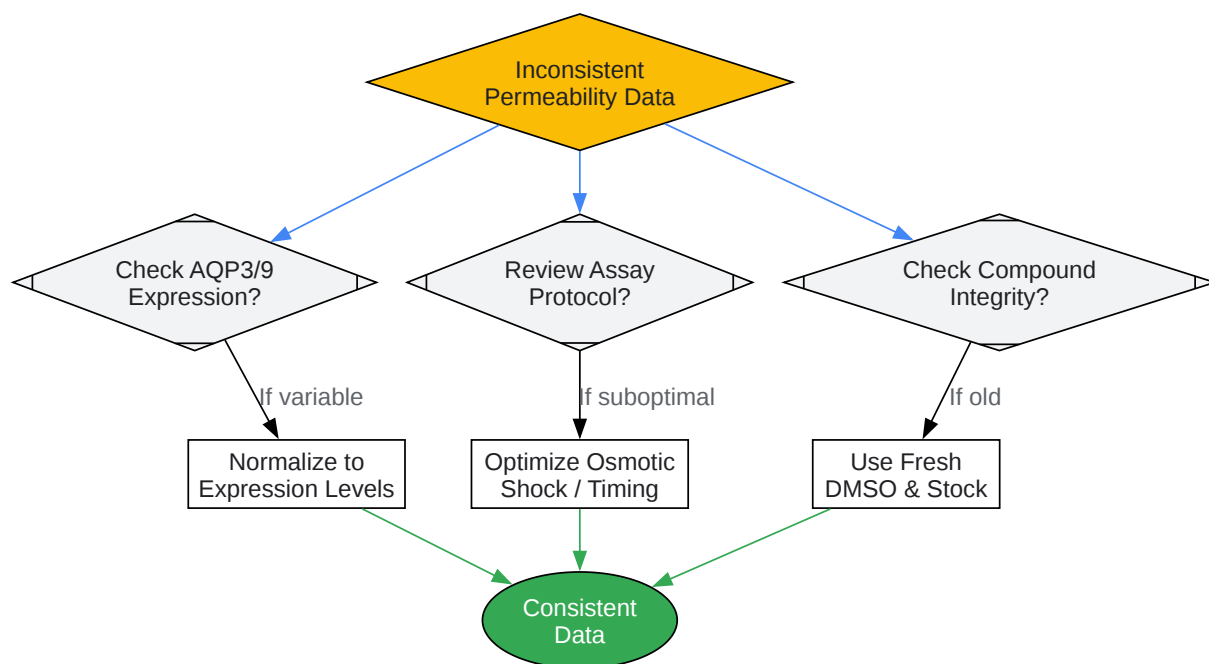 Inconsistent
Permeability Data
Check AQP3/9
Expression?
Review Assay
Protocol?
Check Compound
Integrity?
If variable
If suboptimal
If old
Normalize to
Expression Levels
Optimize Osmotic
Shock / Timing
Use Fresh
DMSO & Stock
Consistent
Data